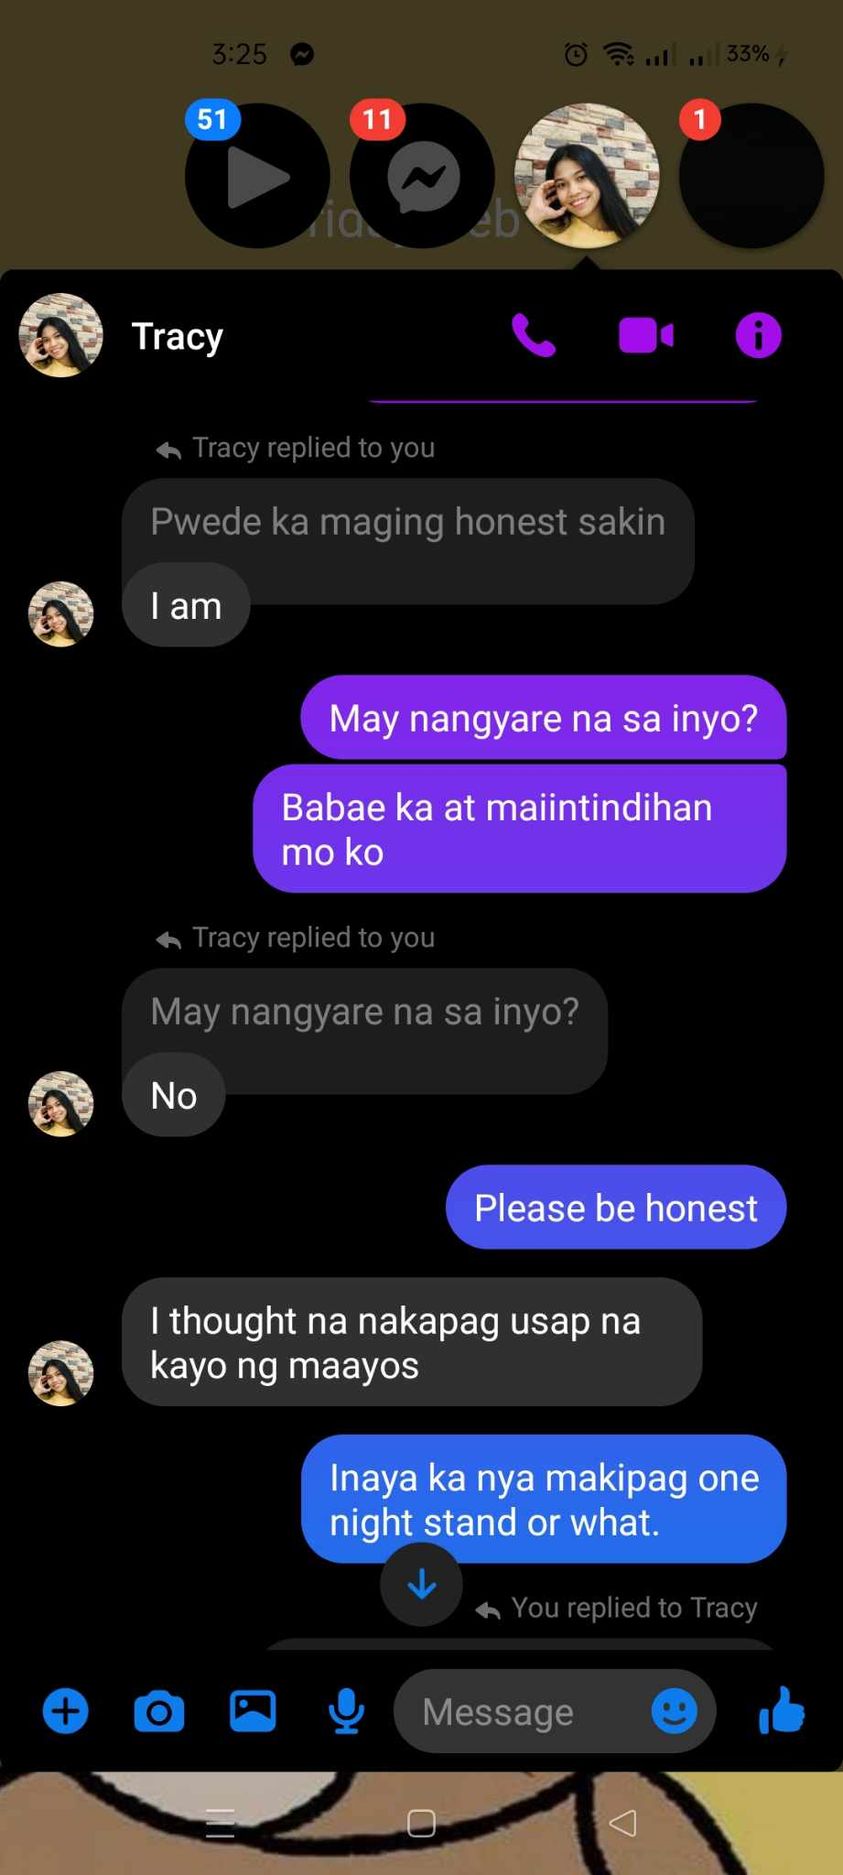 3:25
33%
51
11
1
Tracy
Tracy replied to you
Pwede ka maging honest sakin
I am
May nangyare na sa inyo?
Babae ka at maiintindihan
mo ko
Tracy replied to you
May nangyare na sa inyo?
No
Please be honest
I thought na nakapag usap na
kayo ng maayos
Inaya ka nya makipag one
night stand or what.
You replied to Tracy
Message